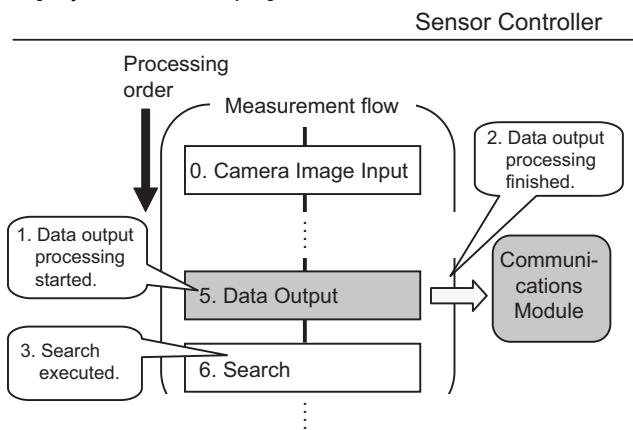 Sensor Controller
Processing
order
Measurement flow
0. Camera Image Input
2. Data output
processing
finished.
1. Data output
processing
started.
5. Data Output
Communi-
cations
Module
3. Search
executed.
6. Search